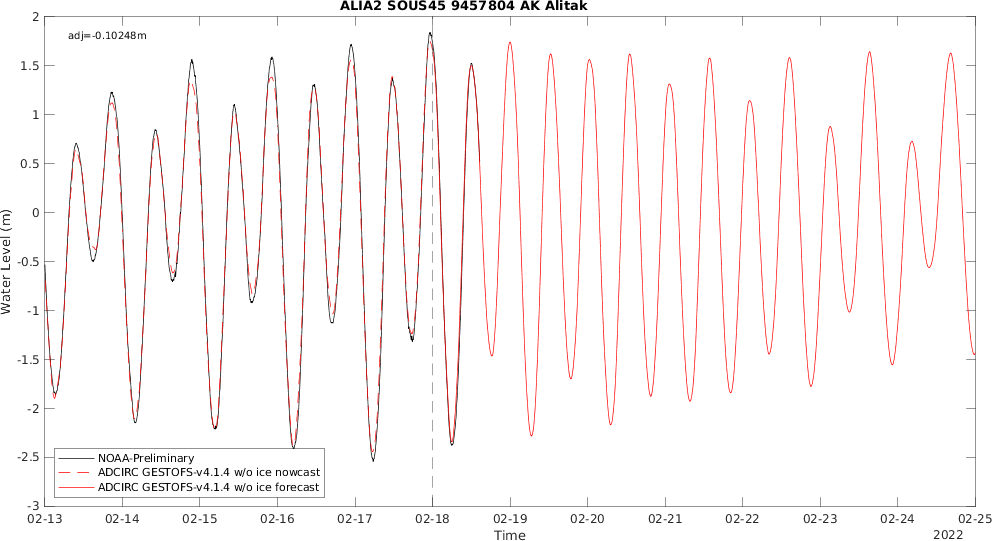 ALIA2 SOUS45 9457804 AK Alitak
adj=-0.10248m
2
1.5
1
0.5
0
-0.5
-1
-1.5
-2
-2.5
-3
Water Level (m)
NOAA-Preliminary
ADCIRC GESTOFS-v4.1.4 w/o ice nowcast
ADCIRC GESTOFS-v4.1.4 w/o ice forecast
02-13 02-14 02-15 02-16 02-17 02-18 02-19 02-20 02-21 02-22 02-23 02-24 02-25
Time
2022